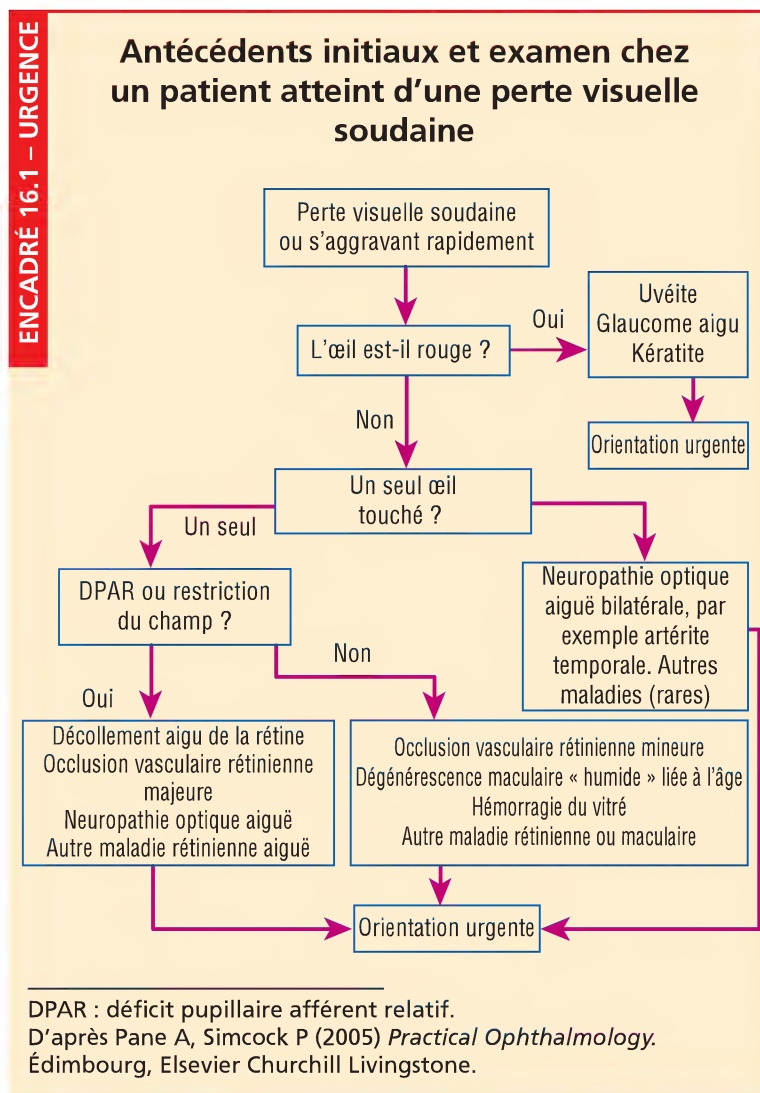 ENCADRÉ 16.1 – URGENCE
Antécédents initiaux et examen chez
un patient atteint d’une perte visuelle
soudaine
Perte visuelle soudaine
ou s’aggravant rapidement
L’œil est-il rouge ?
Oui
Uvéite
Glaucome aigu
Kératite
Orientation urgente
Non
Un seul œil
touché ?
Un seul
DPAR ou restriction
du champ ?
Neuropathie optique
aiguë bilatérale, par
exemple artérite
temporale. Autres
maladies (rares)
Oui
Non
Décollement aigu de la rétine
Occlusion vasculaire rétinienne
majeure
Neuropathie optique aiguë
Autre maladie rétinienne aiguë
Occlusion vasculaire rétinienne mineure
Dégénérescence maculaire « humide » liée à l’âge
Hémorragie du vitré
Autre maladie rétinienne ou maculaire
Orientation urgente
DPAR : déficit pupillaire afférent relatif.
D’après Pane A, Simcock P (2005) Practical Ophthalmology.
Édimbourg, Elsevier Churchill Livingstone.